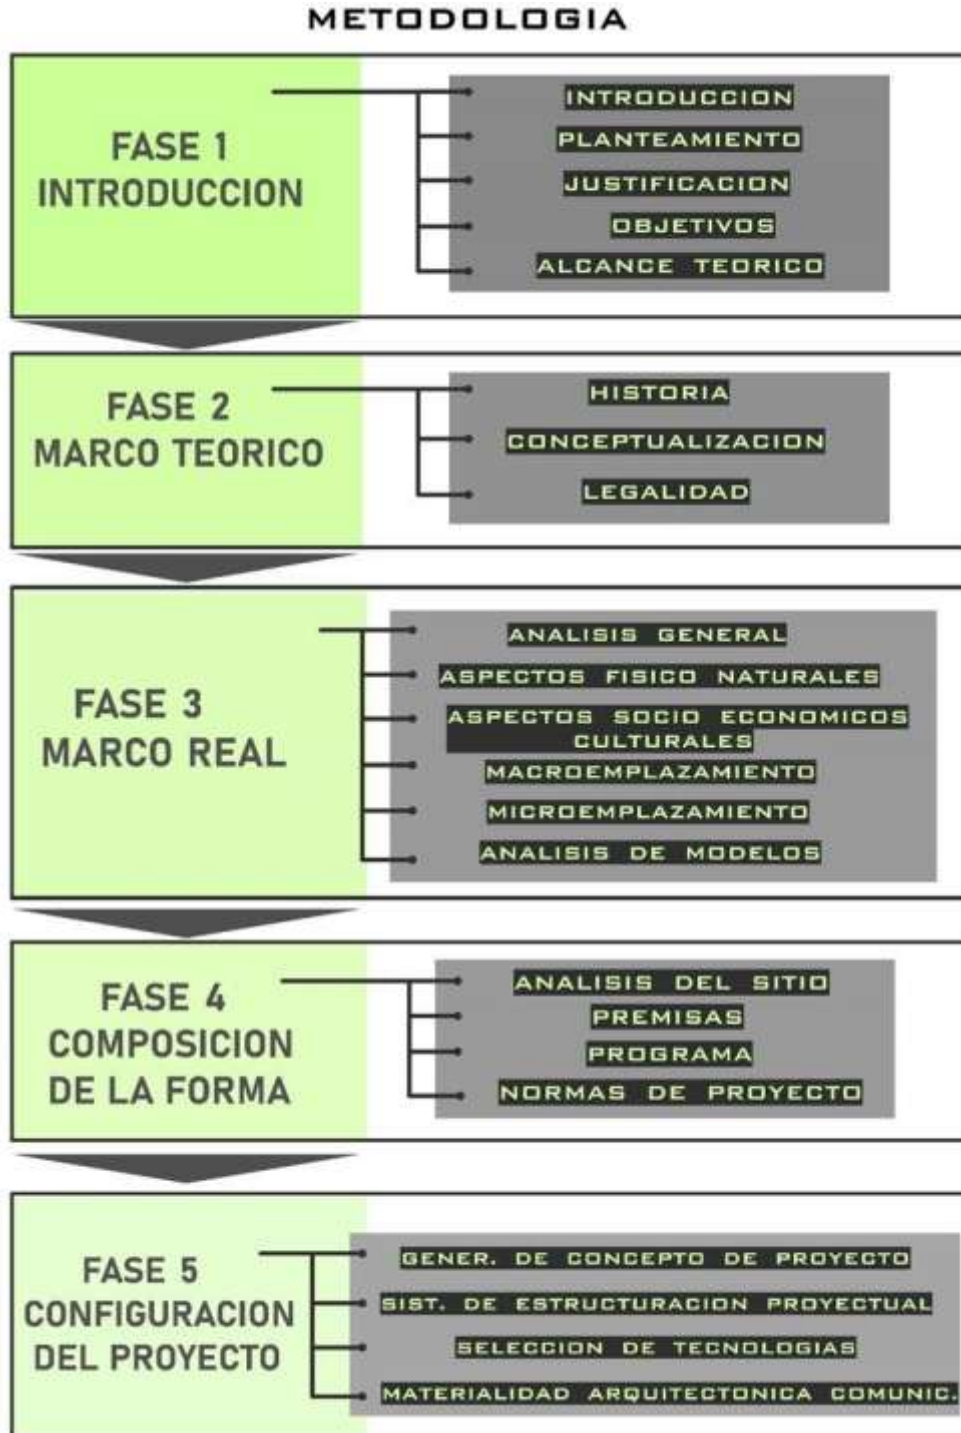 METODOLOGIA
FASE 1
INTRODUCCION
INTRODUCCION
PLANTEAMIENTO
JUSTIFICACION
OBJETIVOS
ALCANCE TEORICO
FASE 2
MARCO TEORICO
HISTORIA
CONCEPTUALIZACION
LEGALIDAD
FASE 3
MARCO REAL
ANALISIS GENERAL
ASPECTOS FISICO NATURALES
ASPECTOS SOCIO ECONOMICOS
CULTURALES
MACROEMPLAZAMIENTO
MICROEMPLAZAMIENTO
ANALISIS DE MODELOS
FASE 4
COMPOSICION
DE LA FORMA
ANALISIS DEL SITIO
PREMISAS
PROGRAMA
NORMAS DE PROYECTO
FASE 5
CONFIGURACION
DEL PROYECTO
GENER. DE CONCEPTO DE PROYECTO
SIST. DE ESTRUCTURACION PROYECTUAL
SELECCION DE TECNOLOGIAS
MATERIALIDAD ARQUITECTONICA COMUNIC.